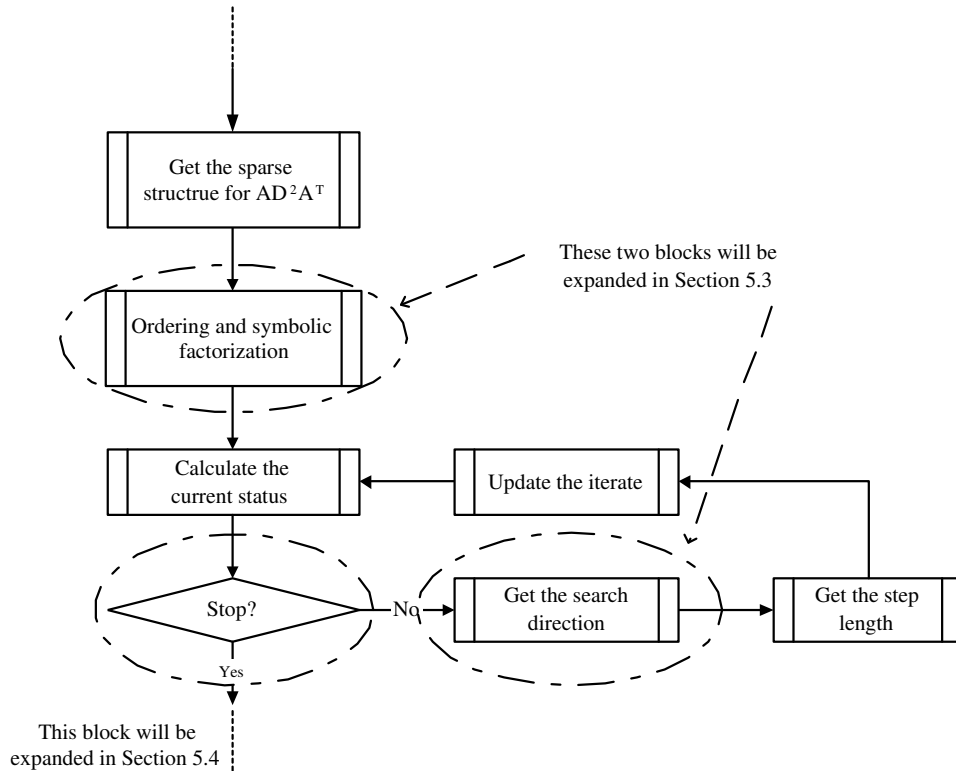 Get the sparse
structrue for AD²Aᵀ
These two blocks will be
expanded in Section 5.3
Ordering and symbolic
factorization
Calculate the
current status
Update the iterate
Stop?
No
Get the search
direction
Get the step
length
Yes
This block will be
expanded in Section 5.4